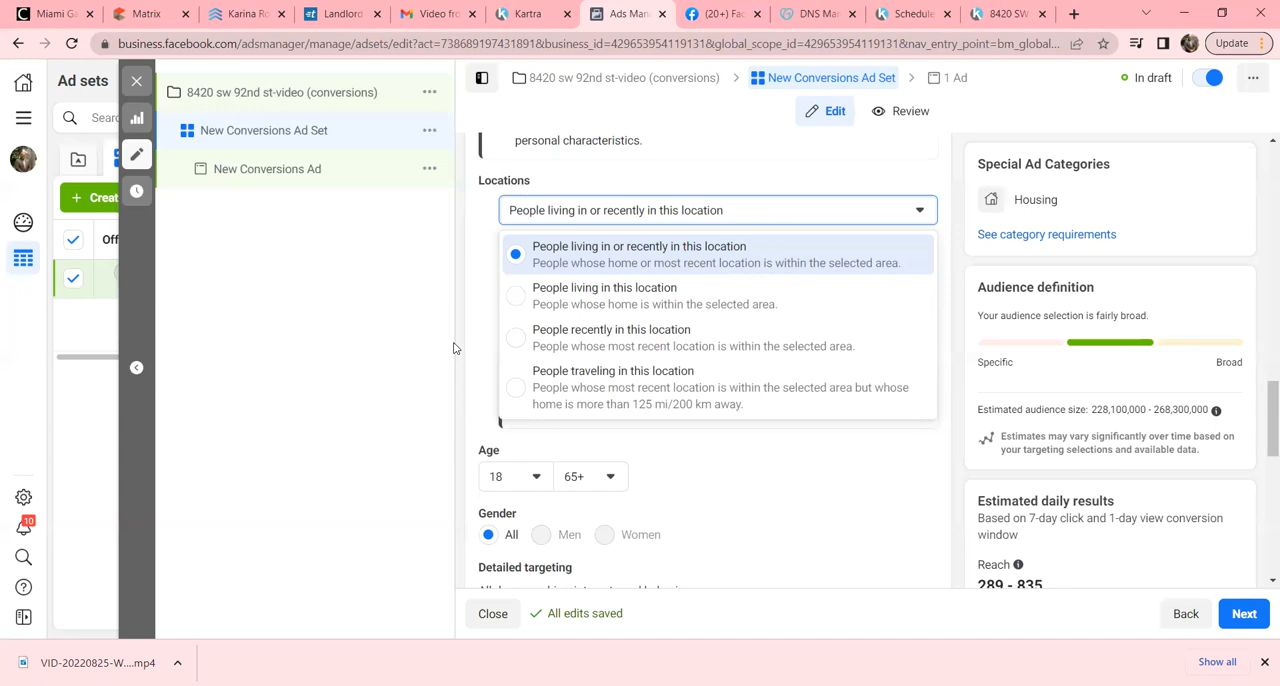 Miami Ga
Matrix
Karina Ro
Landlord
Video fro
Kartra
Ads Man
(20+) Fac
DNS Mar
Schedule
8420 SW
business.facebook.com/adsmanager/manage/adsets/edit?act=738689197431891&business_id=429653954119131&global_scope_id=429653954119131&nav_entry_point=bm_global...
Update
Ad sets
8420 sw 92nd st-video (conversions)
New Conversions Ad Set
New Conversions Ad
Searc
+ Creat
Off
10
8420 sw 92nd st-video (conversions)
New Conversions Ad Set
1 Ad
In draft
Edit
Review
personal characteristics.
Locations
People living in or recently in this location
People living in or recently in this location
People whose home or most recent location is within the selected area.
People living in this location
People whose home is within the selected area.
People recently in this location
People whose most recent location is within the selected area.
People traveling in this location
People whose most recent location is within the selected area but whose
home is more than 125 mi/200 km away.
Age
18
65+
Gender
All
Men
Women
Detailed targeting
Close
All edits saved
Back
Next
Special Ad Categories
Housing
See category requirements
Audience definition
Your audience selection is fairly broad.
Specific
Broad
Estimated audience size: 228,100,000 - 268,300,000
Estimates may vary significantly over time based on
your targeting selections and available data.
Estimated daily results
Based on 7-day click and 1-day view conversion
window
Reach
289 - 835
VID-20220825-W....mp4
Show all